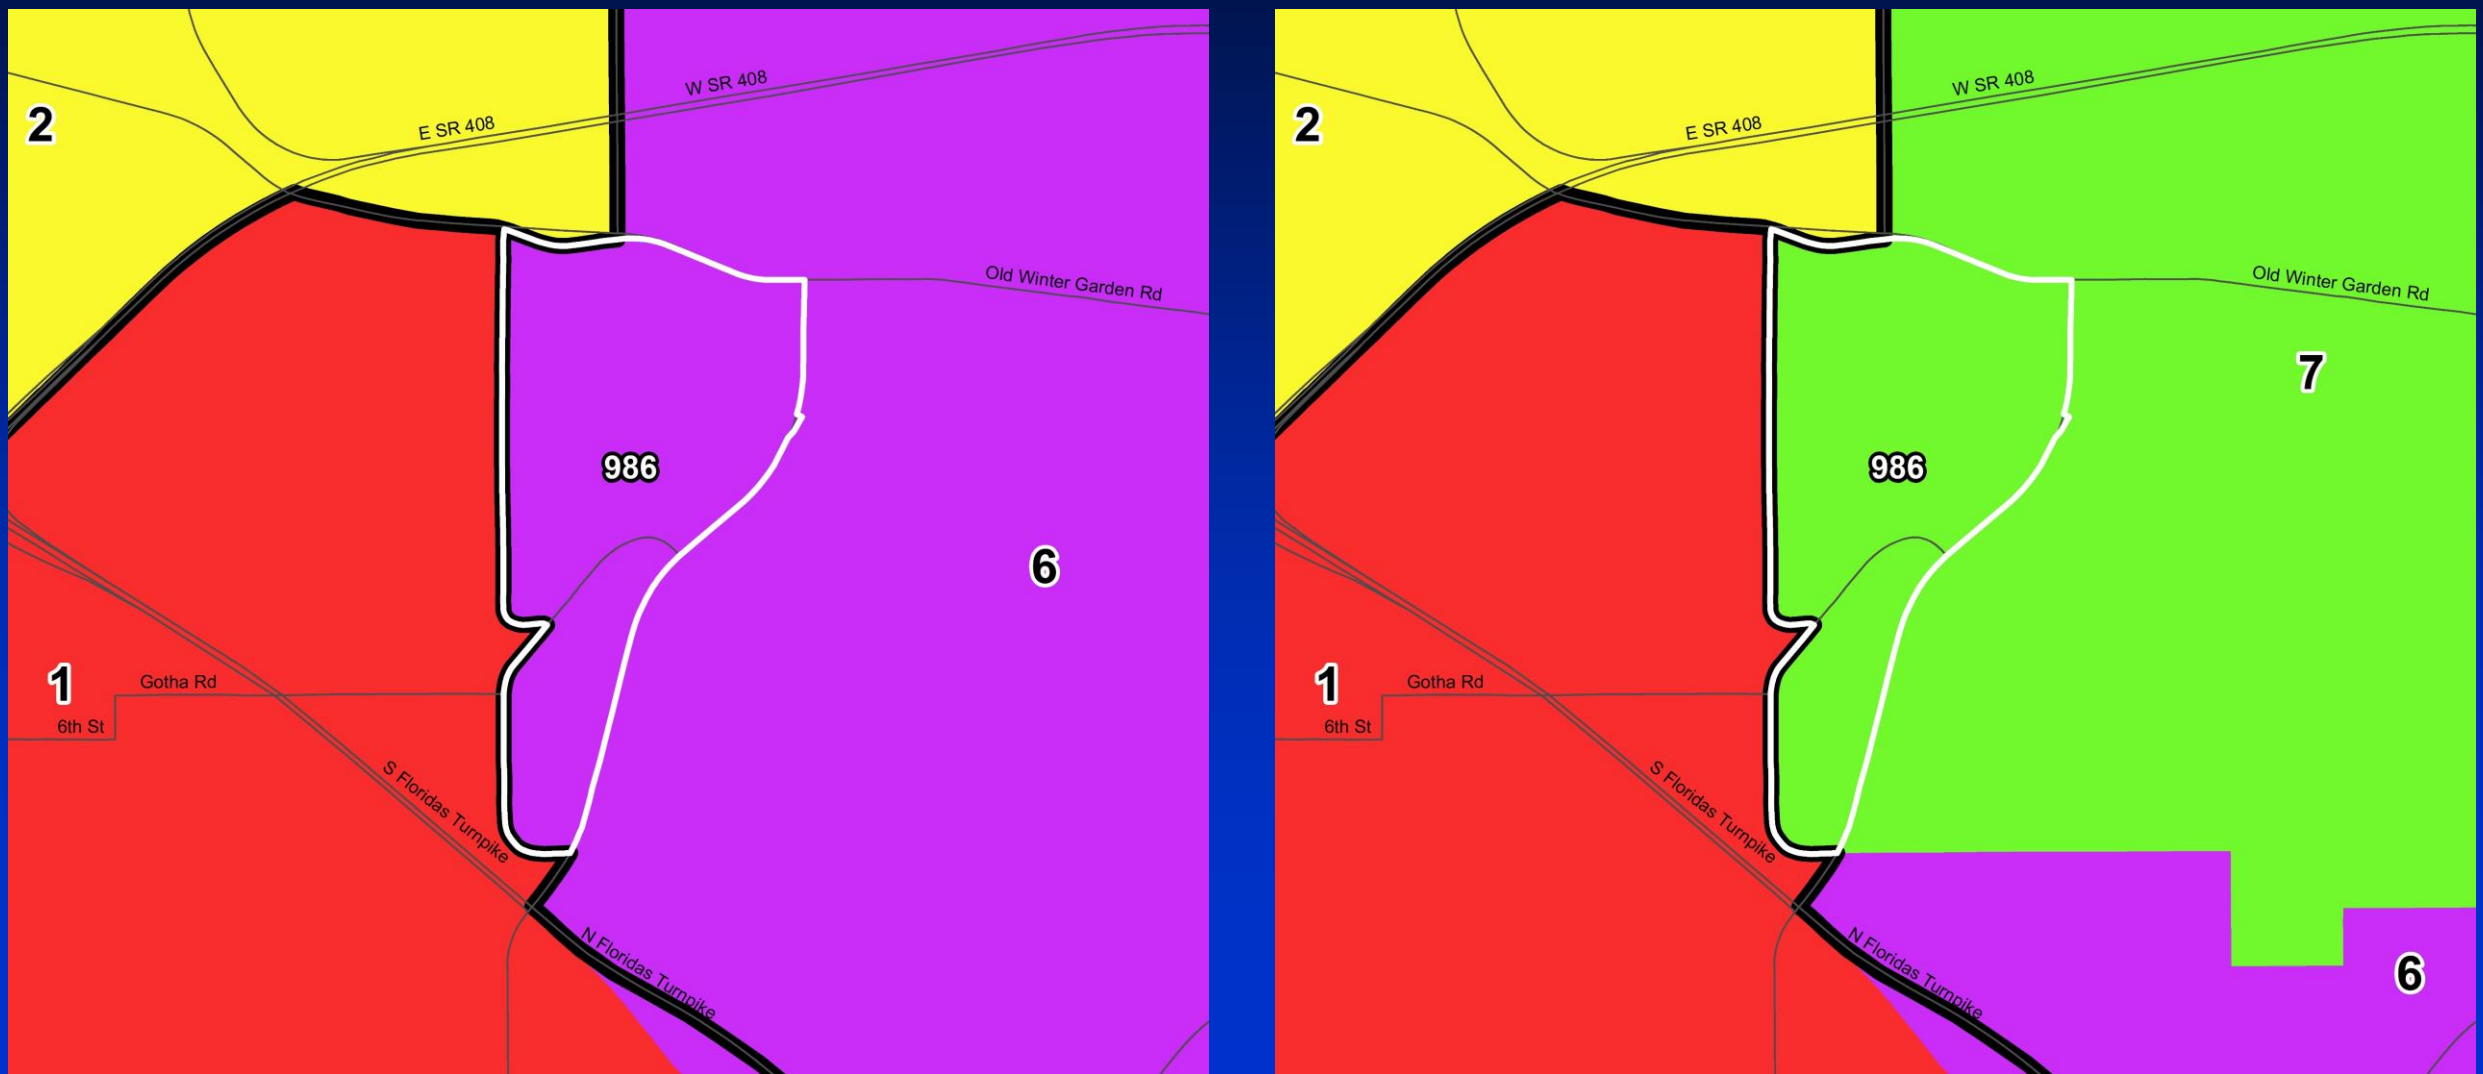 W SR 408
E SR 408
2
Old Winter Garden Rd
986
6
1
Gotha Rd
6th St
S Floridas Turnpike
N Floridas Turnpike
W SR 408
E SR 408
2
Old Winter Garden Rd
7
986
1
Gotha Rd
6th St
S Floridas Turnpike
N Floridas Turnpike
6